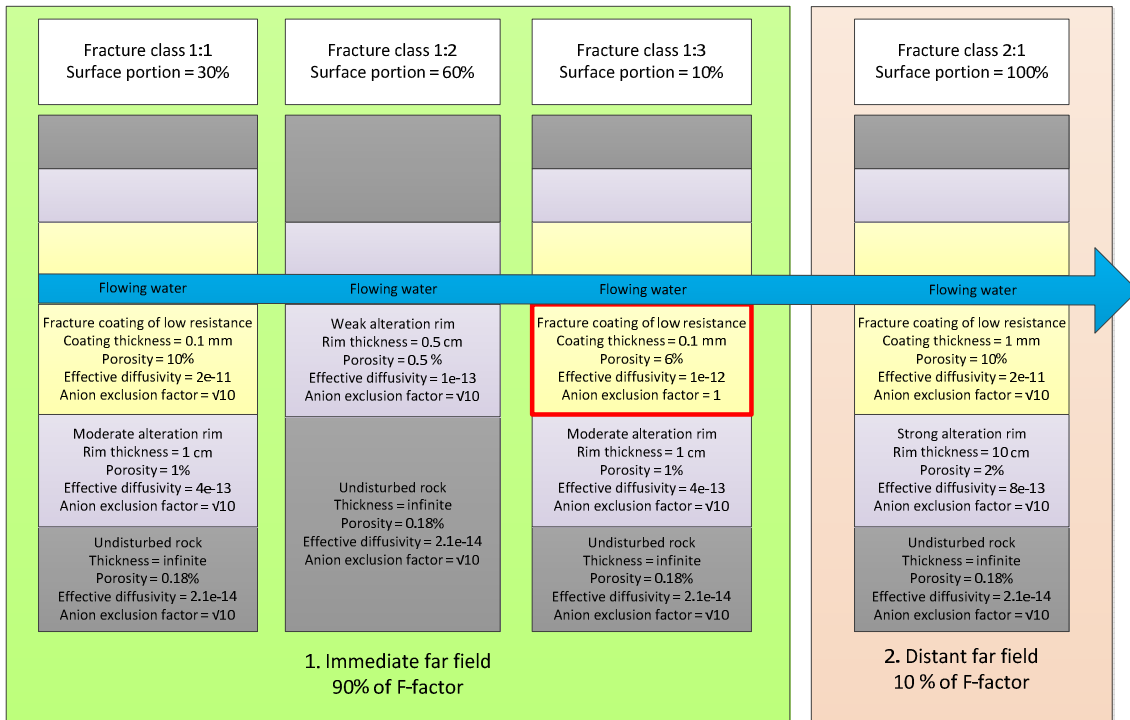 Fracture class 1:1
Surface portion = 30%
Fracture class 1:2
Surface portion = 60%
Fracture class 1:3
Surface portion = 10%
Fracture class 2:1
Surface portion = 100%
Flowing water
Flowing water
Flowing water
Flowing water
Fracture coating of low resistance
Coating thickness = 0.1 mm
Porosity = 10%
Effective diffusivity = 2e-11
Anion exclusion factor = √10
Moderate alteration rim
Rim thickness = 1 cm
Porosity = 1%
Effective diffusivity = 4e-13
Anion exclusion factor = √10
Undisturbed rock
Thickness = infinite
Porosity = 0.18%
Effective diffusivity = 2.1e-14
Anion exclusion factor = √10
Weak alteration rim
Rim thickness = 0.5 cm
Porosity = 0.5 %
Effective diffusivity = 1e-13
Anion exclusion factor = √10
Undisturbed rock
Thickness = infinite
Porosity = 0.18%
Effective diffusivity = 2.1e-14
Anion exclusion factor = √10
Fracture coating of low resistance
Coating thickness = 0.1 mm
Porosity = 6%
Effective diffusivity = 1e-12
Anion exclusion factor = 1
Moderate alteration rim
Rim thickness = 1 cm
Porosity = 1%
Effective diffusivity = 4e-13
Anion exclusion factor = √10
Undisturbed rock
Thickness = infinite
Porosity = 0.18%
Effective diffusivity = 2.1e-14
Anion exclusion factor = √10
Fracture coating of low resistance
Coating thickness = 1 mm
Porosity = 10%
Effective diffusivity = 2e-11
Anion exclusion factor = √10
Strong alteration rim
Rim thickness = 10 cm
Porosity = 2%
Effective diffusivity = 8e-13
Anion exclusion factor = √10
Undisturbed rock
Thickness = infinite
Porosity = 0.18%
Effective diffusivity = 2.1e-14
Anion exclusion factor = √10
1. Immediate far field
90% of F-factor
2. Distant far field
10 % of F-factor